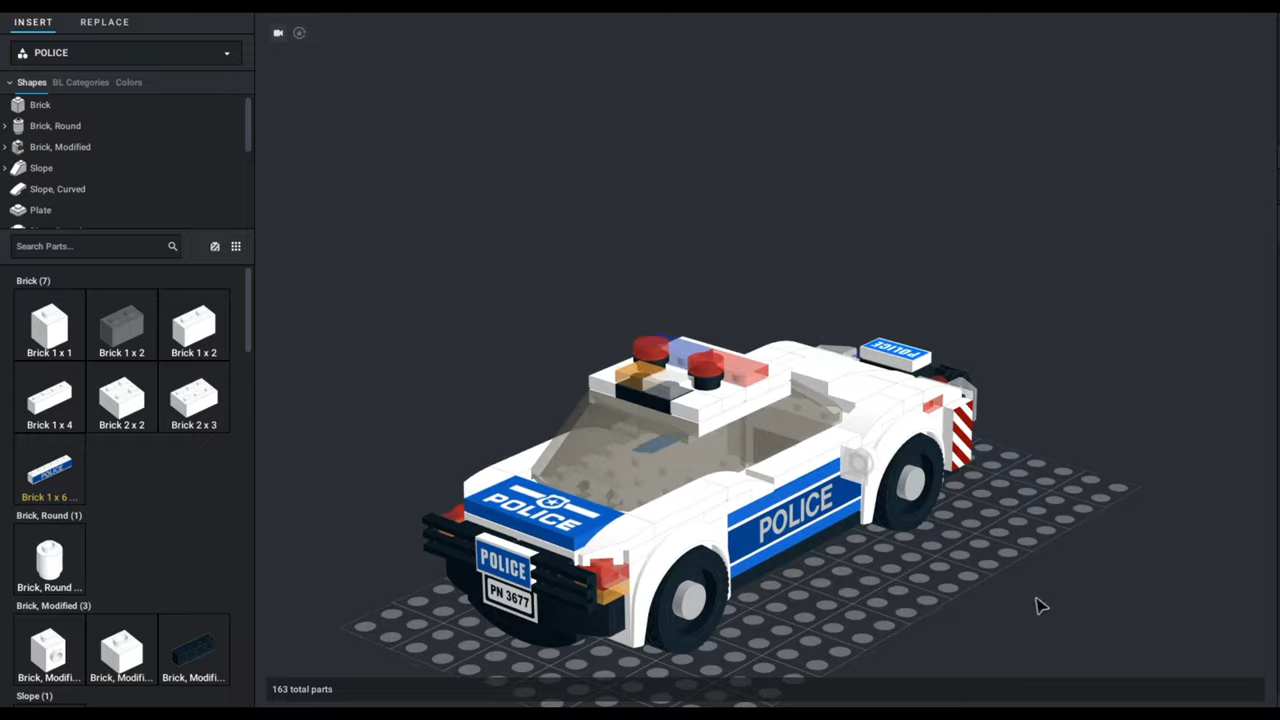 INSERT REPLACE
POLICE
Shapes BL Categories Colors
Brick
Brick, Round
Brick, Modified
Slope
Slope, Curved
Plate
Search Parts...
Brick (7)
Brick 1 x 1 Brick 1 x 2 Brick 1 x 2
Brick 1 x 4 Brick 2 x 2 Brick 2 x 3
POLICE
Brick 1 x 6 ...
Brick, Round (1)
Brick, Round ...
Brick, Modified (3)
Brick, Modifi... Brick, Modifi... Brick, Modifi...
Slope (1)
POLICE
POLICE
POLICE
POLICE
PN 3677
163 total parts